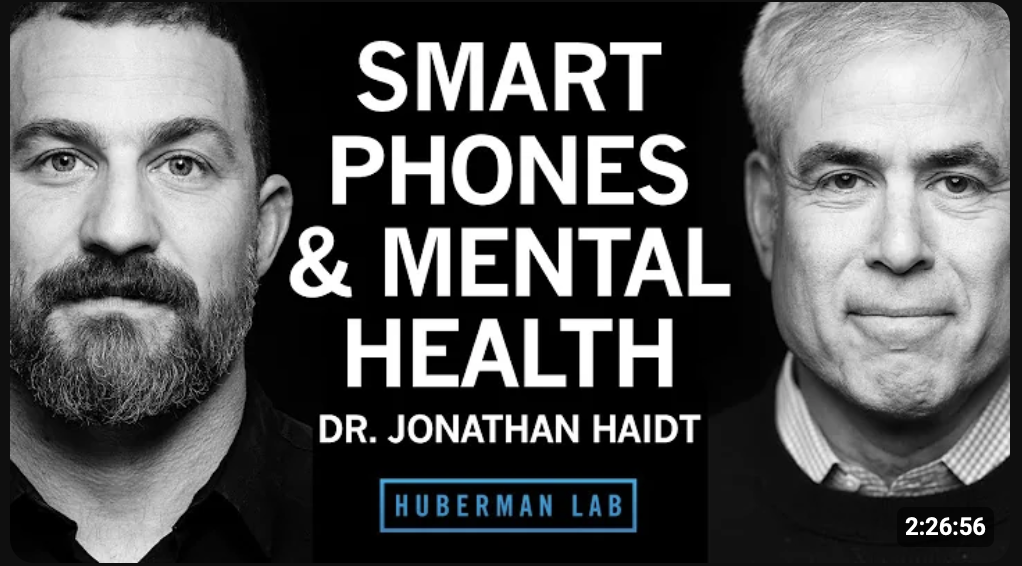 SMART
PHONES
& MENTAL
HEALTH
DR. JONATHAN HAIDT
HUBERMAN LAB
2:26:56